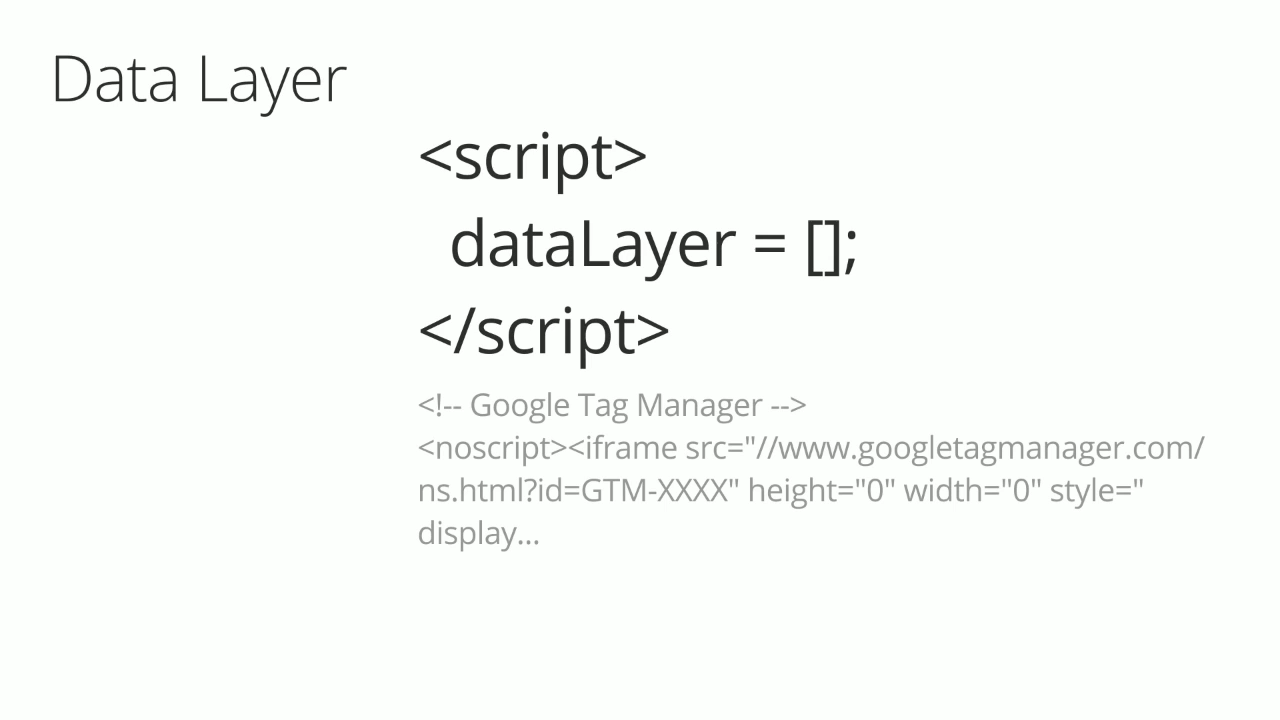 Data Layer
<script>
dataLayer = [];
</script>
<!-- Google Tag Manager -->
<noscript><iframe src="//www.googletagmanager.com/
ns.html?id=GTM-XXXX" height="0" width="0" style="
display...